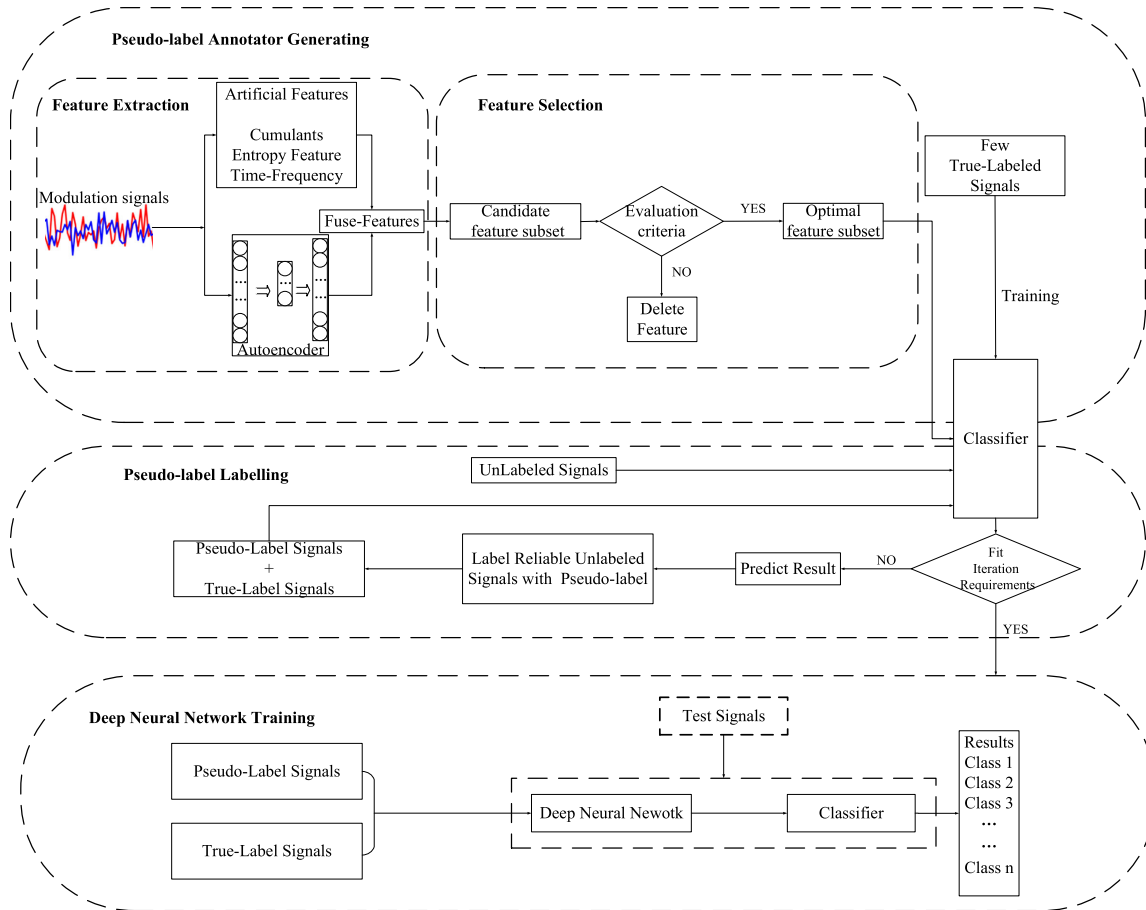 Pseudo-label Annotator Generating
Feature Extraction
Artificial Features
Cumulants
Entropy Feature
Time-Frequency
Modulation signals
Fuse-Features
......
......
......
Autoencoder
Feature Selection
Candidate
feature subset
Evaluation
criteria
YES
Optimal
feature subset
NO
Delete
Feature
Few
True-Labeled
Signals
Training
Classifier
Pseudo-label Labelling
UnLabeled Signals
Pseudo-Label Signals
+
True-Label Signals
Label Reliable Unlabeled
Signals with Pseudo-label
Predict Result
NO
Fit
Iteration
Requirements
YES
Deep Neural Network Training
Pseudo-Label Signals
True-Label Signals
Test Signals
Deep Neural Newotk
Classifier
Results
Class 1
Class 2
Class 3
...
...
Class n